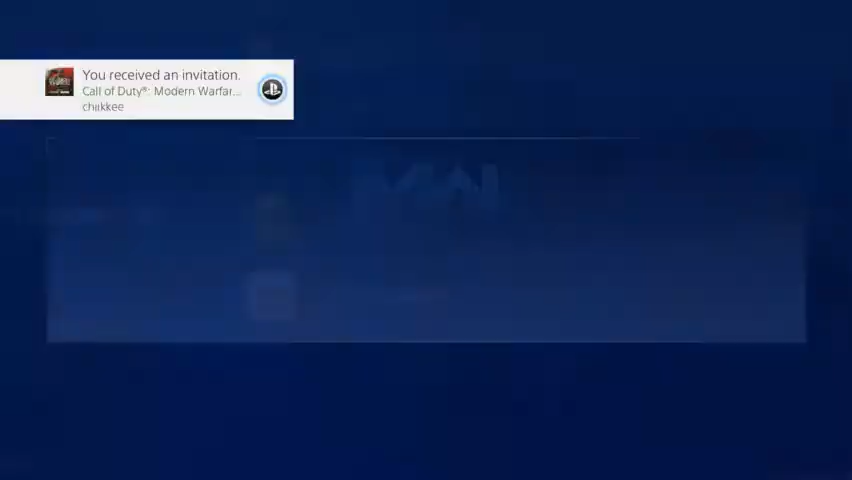 You received an invitation.
Call of Duty®: Modern Warfar...
chiikkee